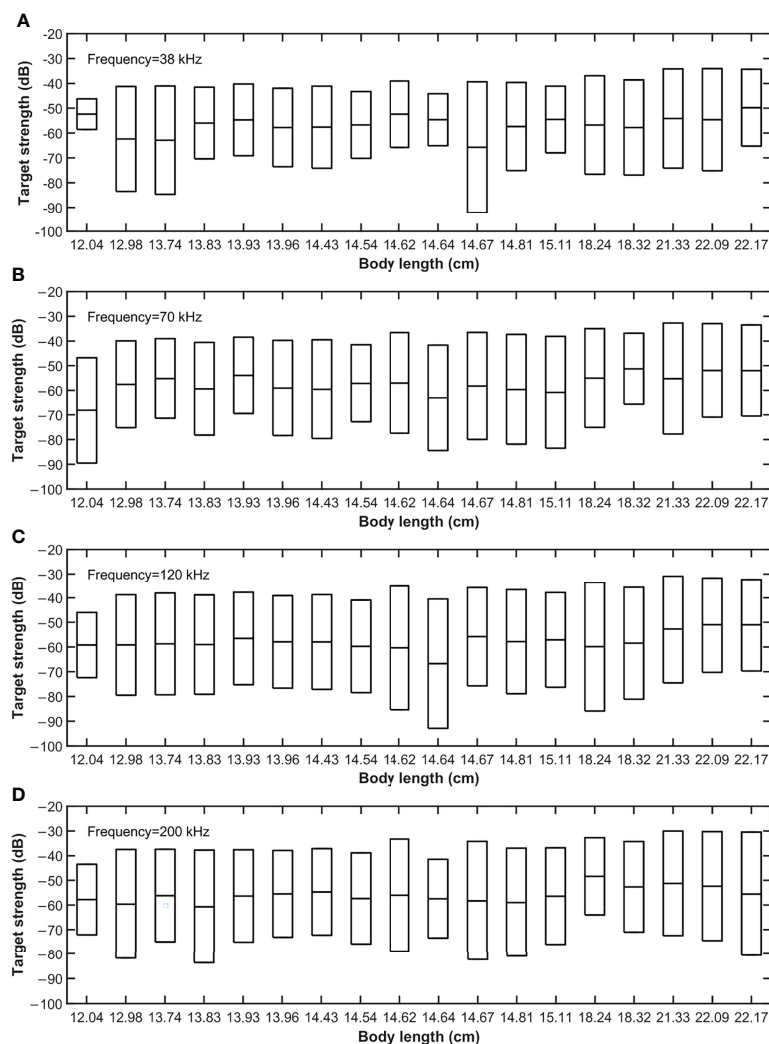 A
Target strength (dB)
Frequency=38 kHz
-20
-30
-40
-50
-60
-70
-80
-90
-100
12.04 12.98 13.74 13.83 13.93 13.96 14.43 14.54 14.62 14.64 14.67 14.81 15.11 18.24 18.32 21.33 22.09 22.17
Body length (cm)
B
Target strength (dB)
Frequency=70 kHz
−20
−30
−40
−50
−60
−70
−80
−90
−100
12.04 12.98 13.74 13.83 13.93 13.96 14.43 14.54 14.62 14.64 14.67 14.81 15.11 18.24 18.32 21.33 22.09 22.17
Body length (cm)
C
Target strength (dB)
Frequency=120 kHz
−20
−30
−40
−50
−60
−70
−80
−90
−100
12.04 12.98 13.74 13.83 13.93 13.96 14.43 14.54 14.62 14.64 14.67 14.81 15.11 18.24 18.32 21.33 22.09 22.17
Body length (cm)
D
Target strength (dB)
Frequency=200 kHz
−20
−30
−40
−50
−60
−70
−80
−90
−100
12.04 12.98 13.74 13.83 13.93 13.96 14.43 14.54 14.62 14.64 14.67 14.81 15.11 18.24 18.32 21.33 22.09 22.17
Body length (cm)